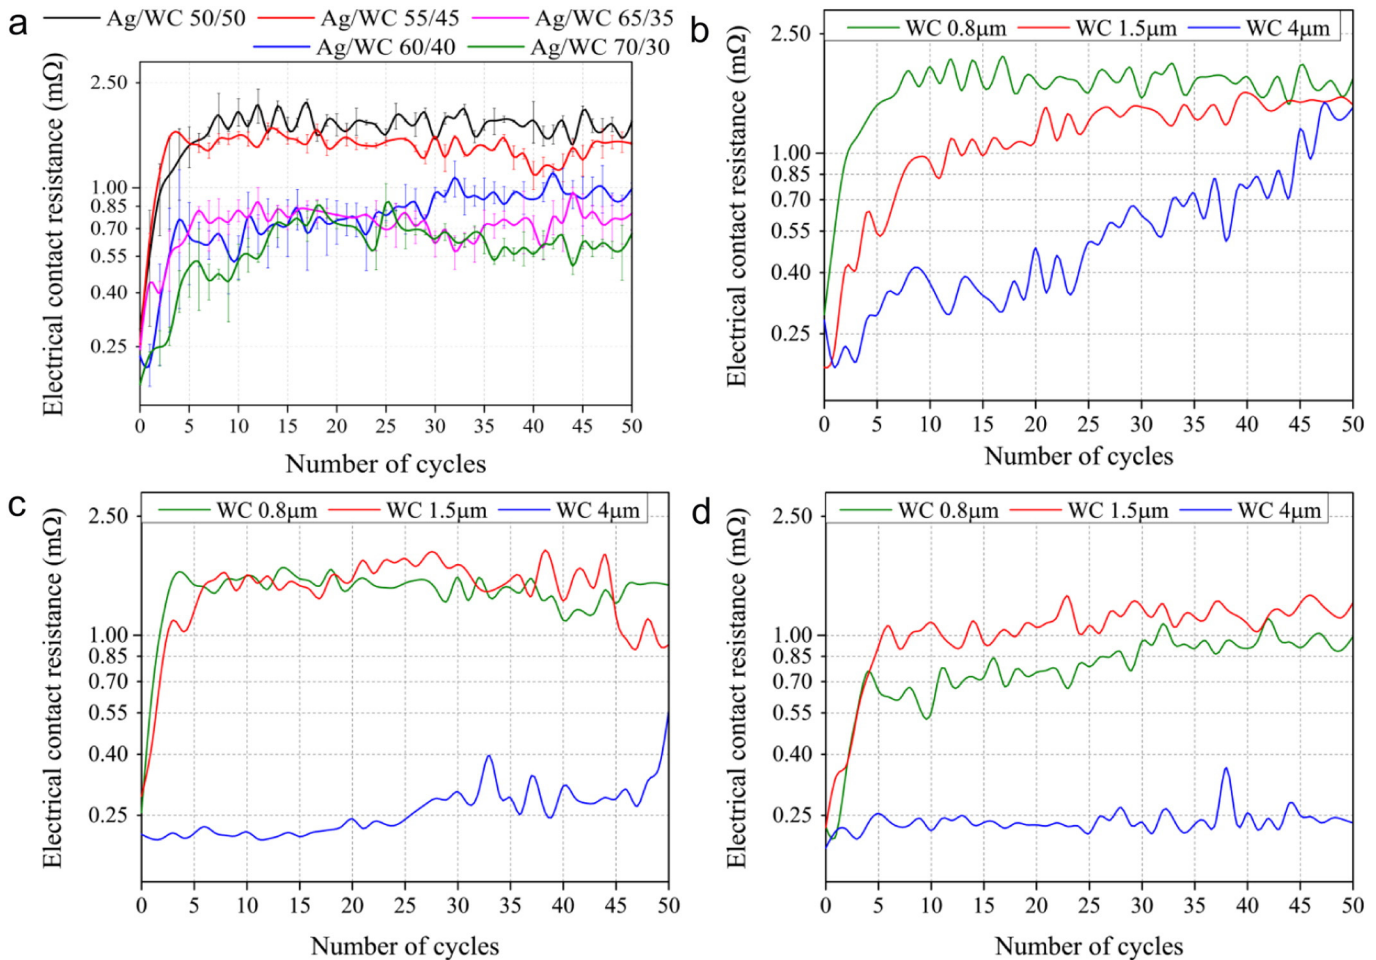 a
Ag/WC 50/50 Ag/WC 55/45 Ag/WC 65/35
Ag/WC 60/40 Ag/WC 70/30
Electrical contact resistance (mΩ)
2.50
1.00
0.85
0.70
0.55
0.40
0.25
0 5 10 15 20 25 30 35 40 45 50
Number of cycles
b
WC 0.8μm WC 1.5μm WC 4μm
Electrical contact resistance (mΩ)
2.50
1.00
0.85
0.70
0.55
0.40
0.25
0 5 10 15 20 25 30 35 40 45 50
Number of cycles
c
WC 0.8μm WC 1.5μm WC 4μm
Electrical contact resistance (mΩ)
2.50
1.00
0.85
0.70
0.55
0.40
0.25
0 5 10 15 20 25 30 35 40 45 50
Number of cycles
d
WC 0.8μm WC 1.5μm WC 4μm
Electrical contact resistance (mΩ)
2.50
1.00
0.85
0.70
0.55
0.40
0.25
0 5 10 15 20 25 30 35 40 45 50
Number of cycles